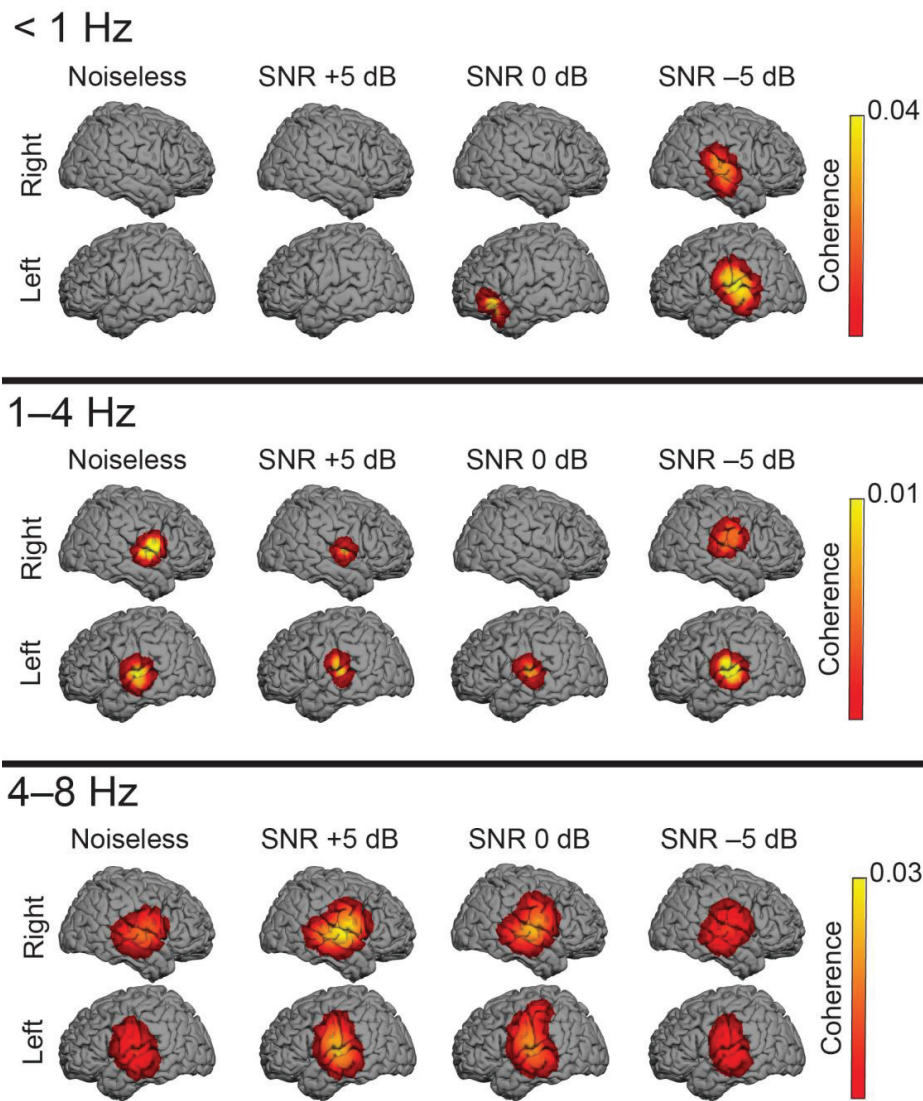 < 1 Hz
Noiseless SNR +5 dB SNR 0 dB SNR –5 dB
Right
Left
0.04
Coherence
1–4 Hz
Noiseless SNR +5 dB SNR 0 dB SNR –5 dB
Right
Left
0.01
Coherence
4–8 Hz
Noiseless SNR +5 dB SNR 0 dB SNR –5 dB
Right
Left
0.03
Coherence